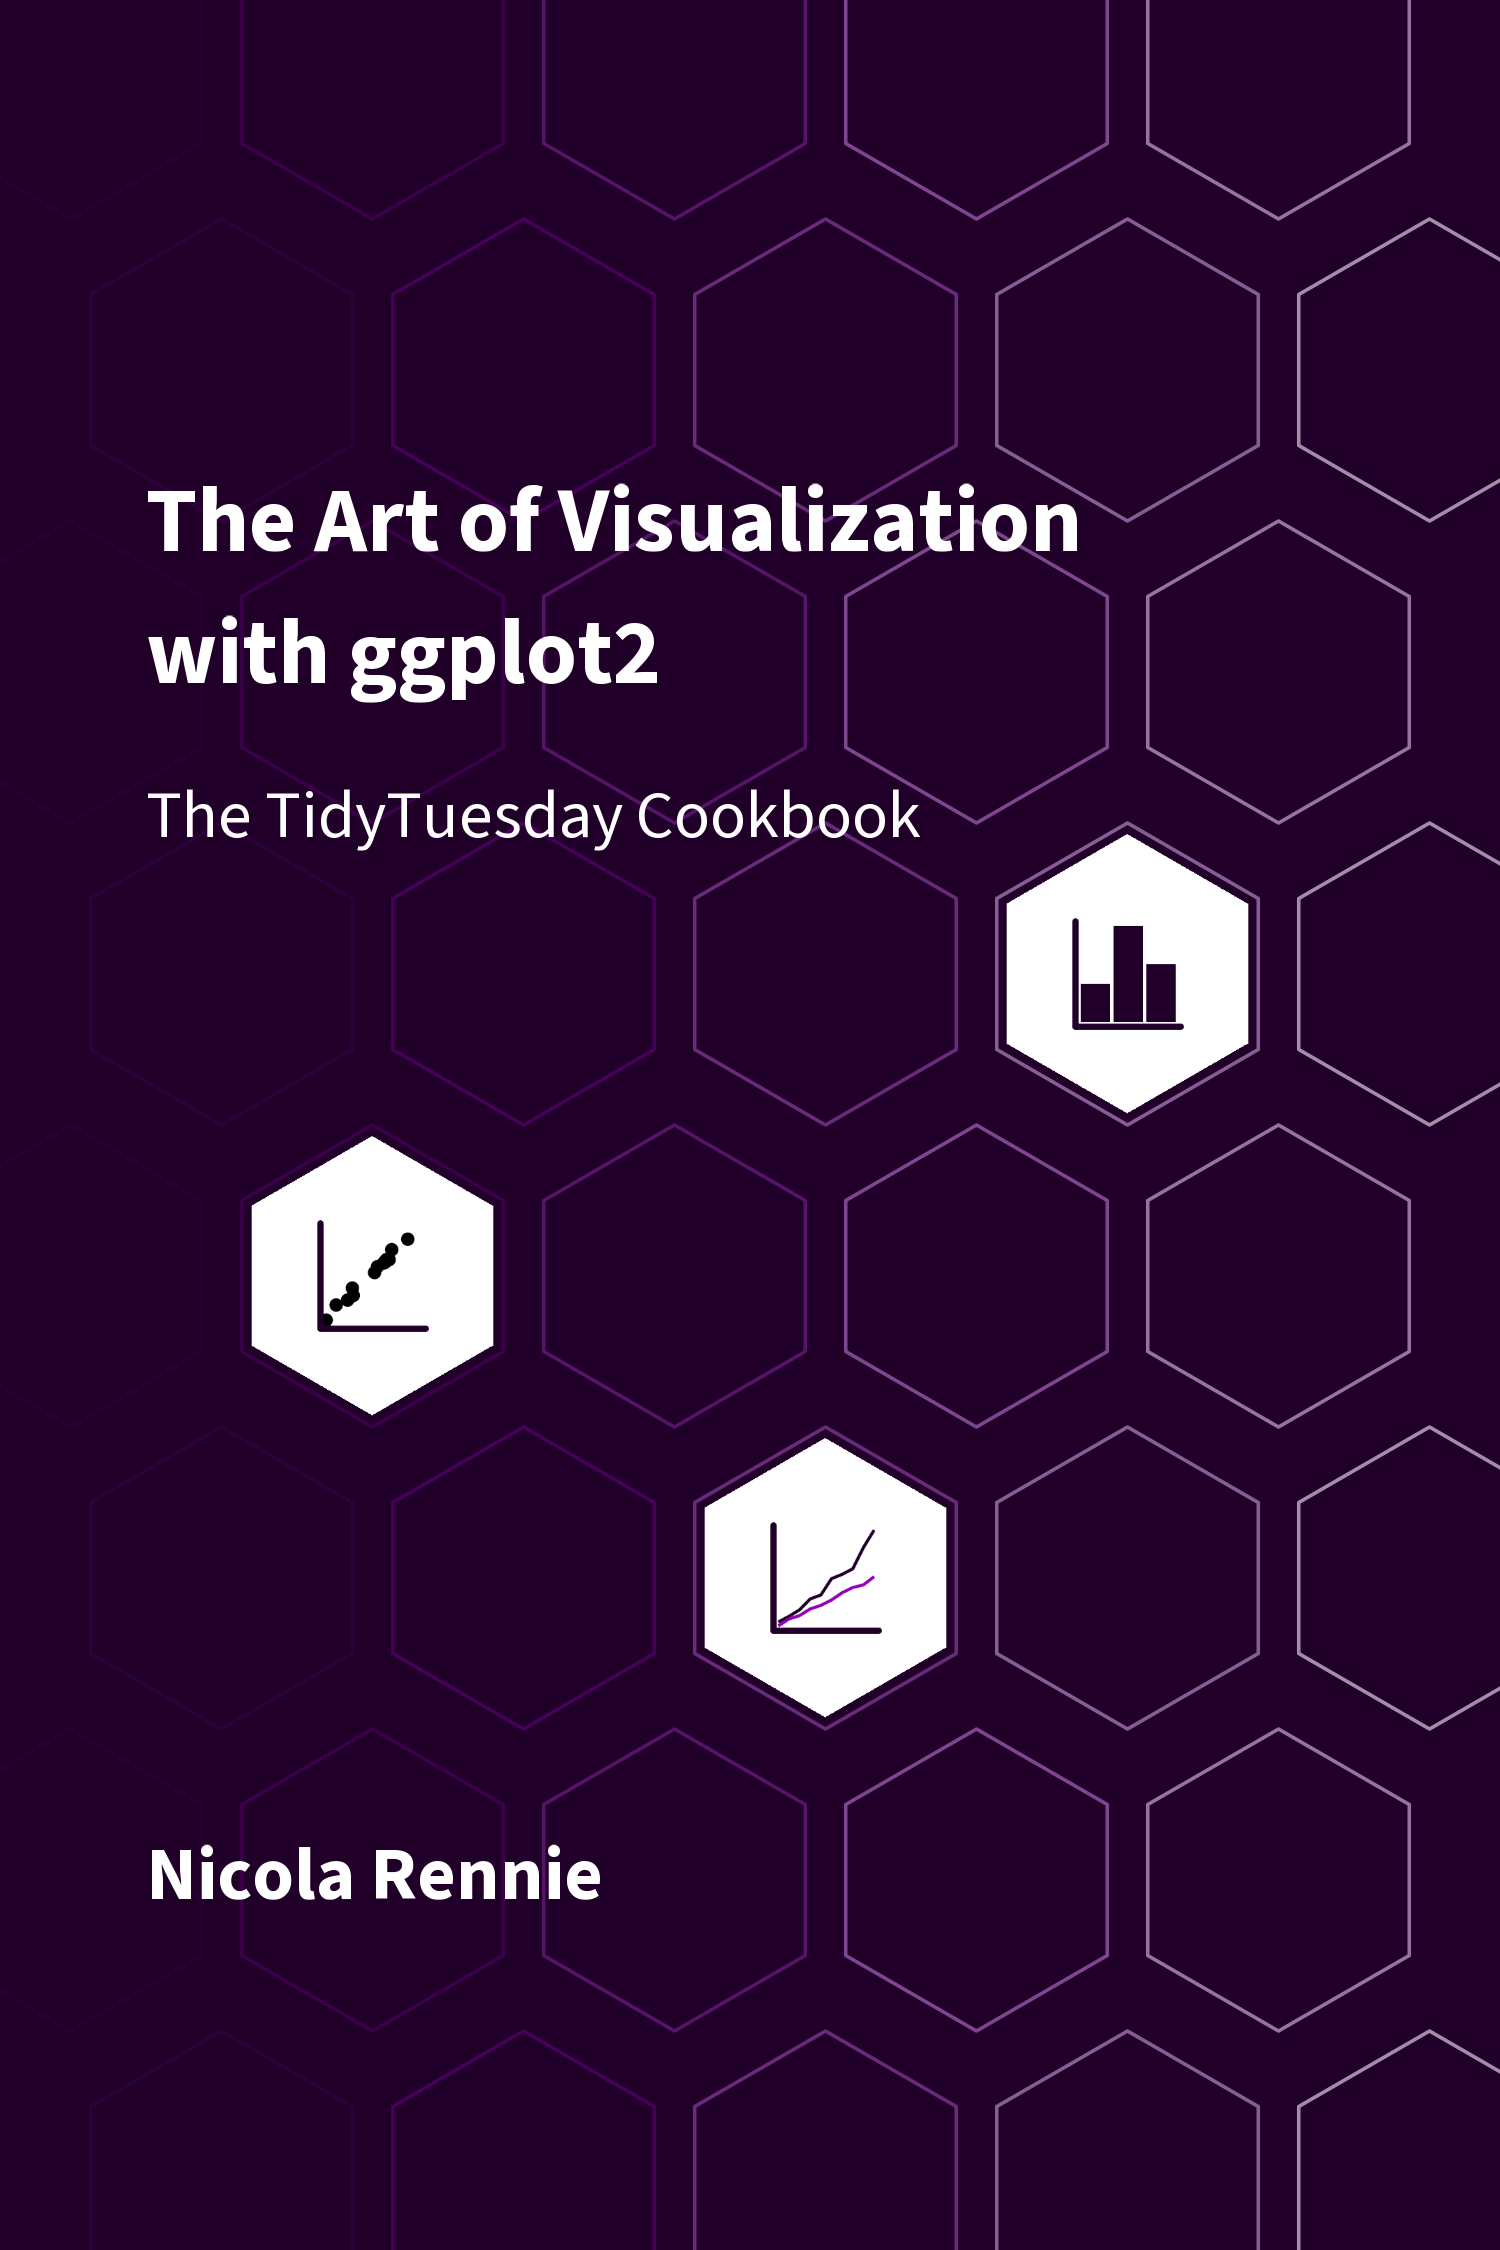 The Art of Visualization
with ggplot2
The TidyTuesday Cookbook
Nicola Rennie